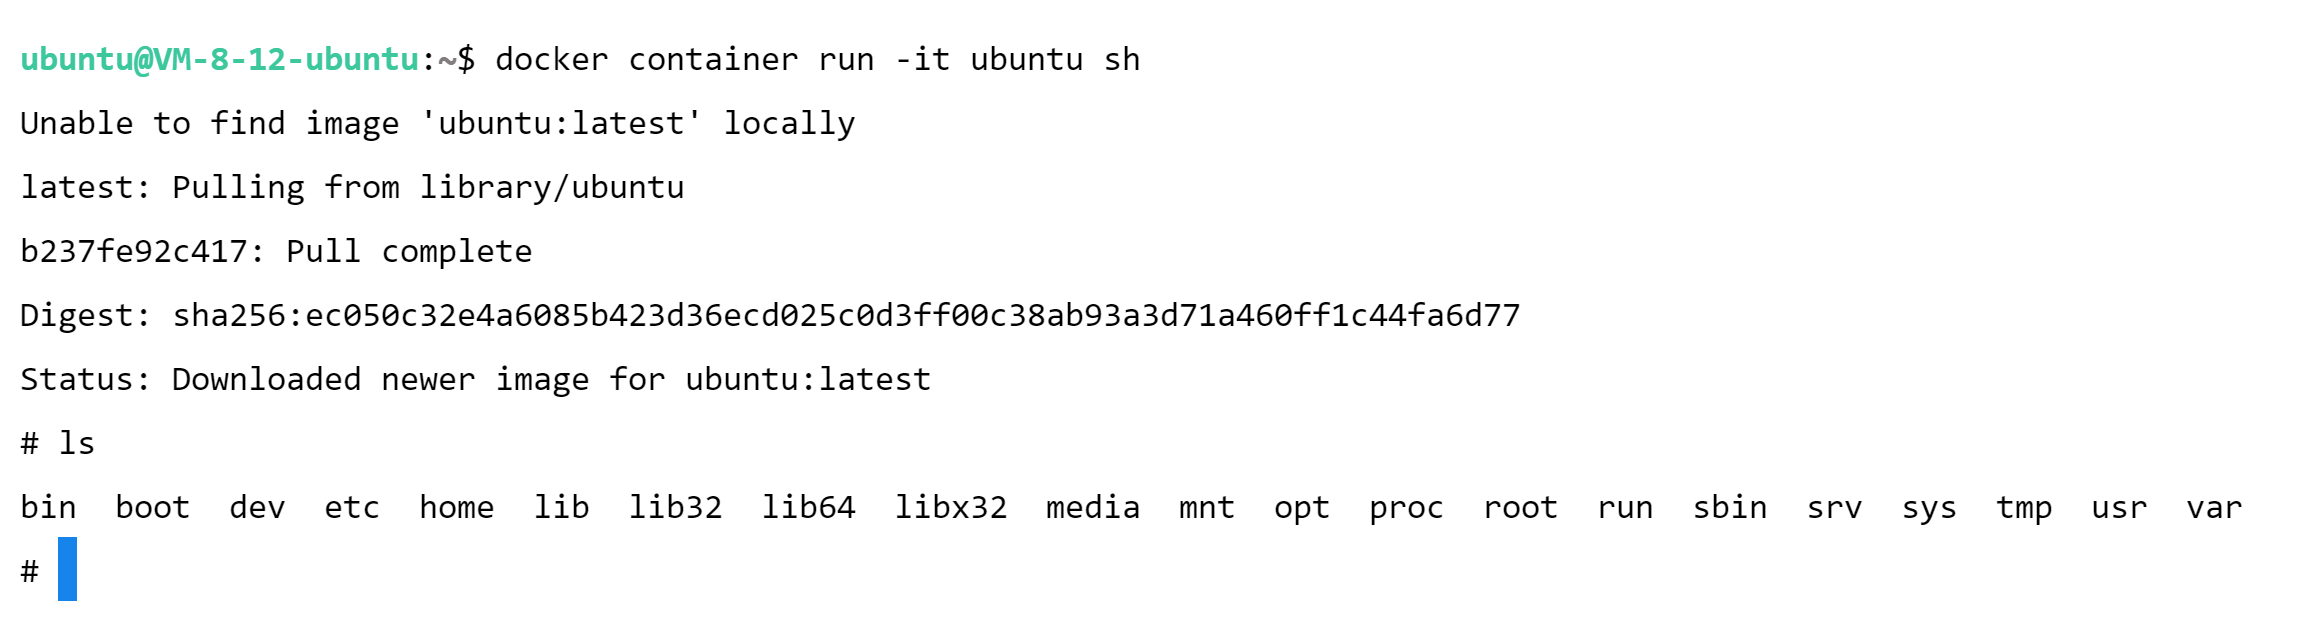 ubuntu@VM-8-12-ubuntu:~$ docker container run -it ubuntu sh
Unable to find image 'ubuntu:latest' locally
latest: Pulling from library/ubuntu
b237fe92c417: Pull complete
Digest: sha256:ec050c32e4a6085b423d36ecd025c0d3ff00c38ab93a3d71a460ff1c44fa6d77
Status: Downloaded newer image for ubuntu:latest
# ls
bin  boot  dev  etc  home  lib  lib32  lib64  libx32  media  mnt  opt  proc  root  run  sbin  srv  sys  tmp  usr  var
#